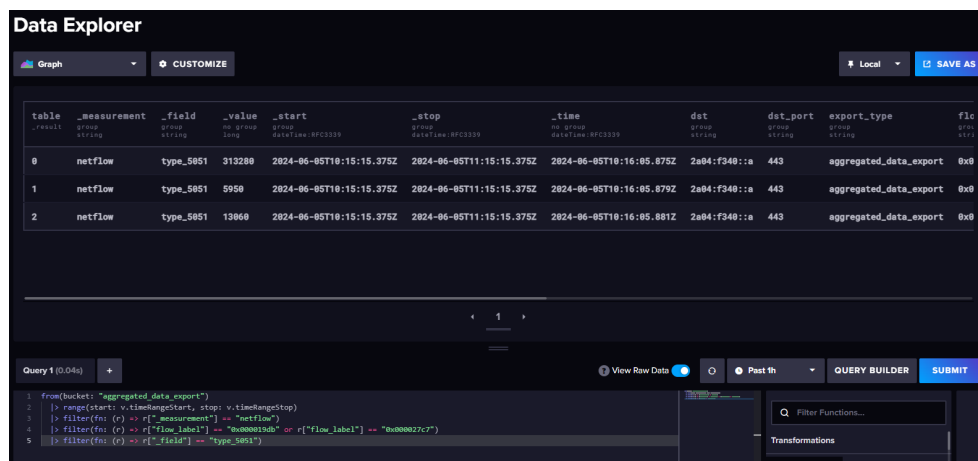 Data Explorer
Graph CUSTOMIZE Local SAVE AS
table _measurement _field _value _start _stop _time dst dst_port export_type flo
_result group group no group group group no group group group group
string string long dateTime:RFC3339 dateTime:RFC3339 dateTime:RFC3339 string string string
0 netflow type_5051 313280 2024-06-05T10:15:15.375Z 2024-06-05T11:15:15.375Z 2024-06-05T10:16:05.875Z 2a04:f340::a 443 aggregated_data_export 0x0
1 netflow type_5051 5950 2024-06-05T10:15:15.375Z 2024-06-05T11:15:15.375Z 2024-06-05T10:16:05.879Z 2a04:f340::a 443 aggregated_data_export 0x0
2 netflow type_5051 13060 2024-06-05T10:15:15.375Z 2024-06-05T11:15:15.375Z 2024-06-05T10:16:05.881Z 2a04:f340::a 443 aggregated_data_export 0x0
1
Query 1 (0.04s) + ? View Raw Data Past 1h QUERY BUILDER SUBMIT
1 from(bucket: "aggregated_data_export")
2 |> range(start: v.timeRangeStart, stop: v.timeRangeStop)
3 |> filter(fn: (r) => r["_measurement"] == "netflow")
4 |> filter(fn: (r) => r["flow_label"] == "0x000019db" or r["flow_label"] == "0x000027c7")
5 |> filter(fn: (r) => r["_field"] == "type_5051")
Filter Functions...
Transformations